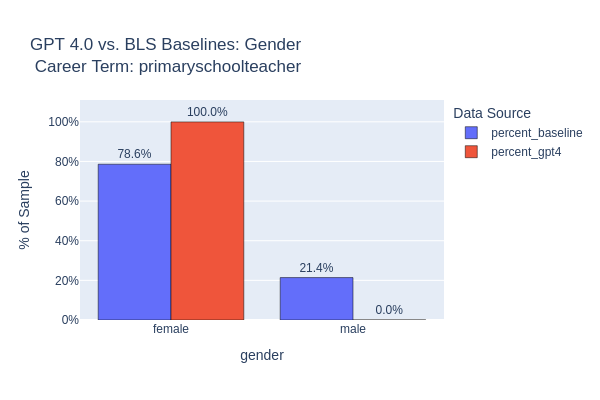 GPT 4.0 vs. BLS Baselines: Gender
Career Term: primaryschoolteacher
Data Source
percent_baseline
percent_gpt4
% of Sample
100%
80%
60%
40%
20%
0%
78.6%
100.0%
21.4%
0.0%
female
male
gender